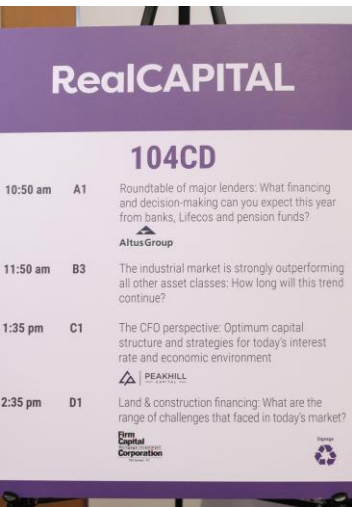 RealCAPITAL
104CD
10:50 am A1 Roundtable of major lenders: What financing
and decision-making can you expect this year
from banks, Lifecos and pension funds?
AltusGroup
11:50 am B3 The industrial market is strongly outperforming
all other asset classes: How long will this trend
continue?
1:35 pm C1 The CFO perspective: Optimum capital
structure and strategies for today's interest
rate and economic environment
PEAKHILL
CAPITAL
2:35 pm D1 Land & construction financing: What are the
range of challenges that faced in today's market?
Firm
Capital
Corporation
Signage